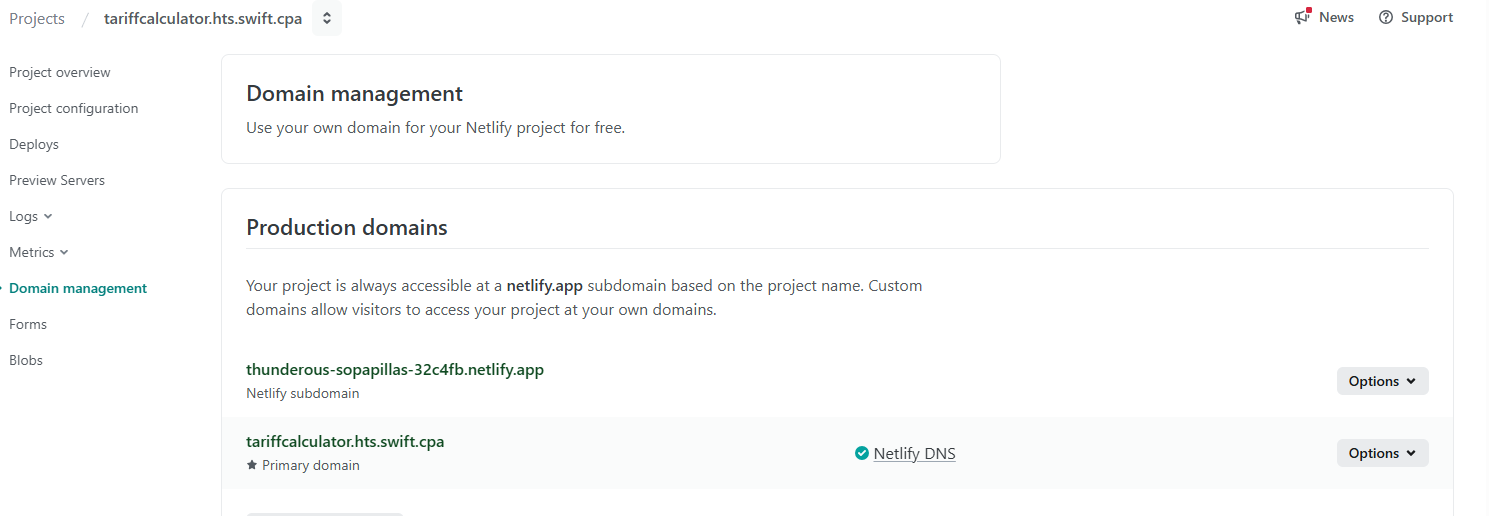 Projects / tariffcalculator.hts.swift.cpa
News
Support
Project overview
Project configuration
Deploys
Preview Servers
Logs
Metrics
Domain management
Forms
Blobs
Domain management
Use your own domain for your Netlify project for free.
Production domains
Your project is always accessible at a netlify.app subdomain based on the project name. Custom
domains allow visitors to access your project at your own domains.
thunderous-sopapillas-32c4fb.netlify.app
Netlify subdomain
Options
tariffcalculator.hts.swift.cpa
Primary domain
Netlify DNS
Options